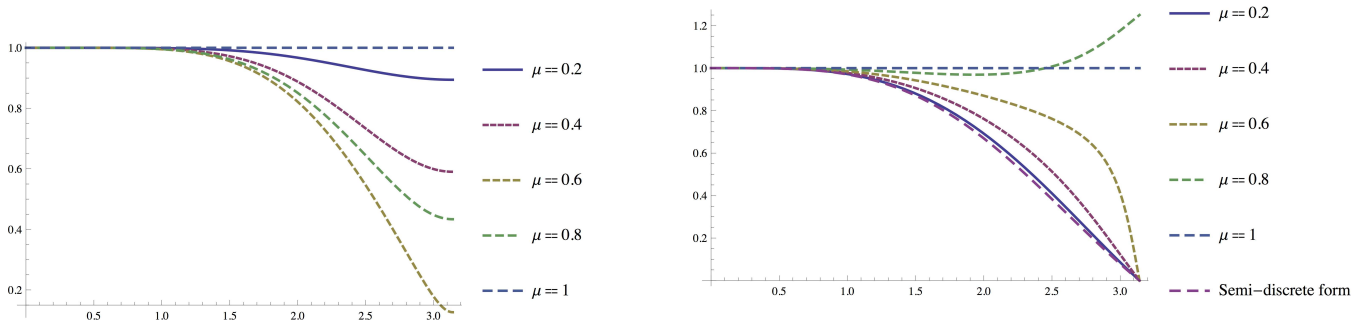 1.0
0.8
0.6
0.4
0.2
0.5 1.0 1.5 2.0 2.5 3.0
μ == 0.2
μ == 0.4
μ == 0.6
μ == 0.8
μ == 1
1.2
1.0
0.8
0.6
0.4
0.2
0.5 1.0 1.5 2.0 2.5 3.0
μ == 0.2
μ == 0.4
μ == 0.6
μ == 0.8
μ == 1
Semi-discrete form